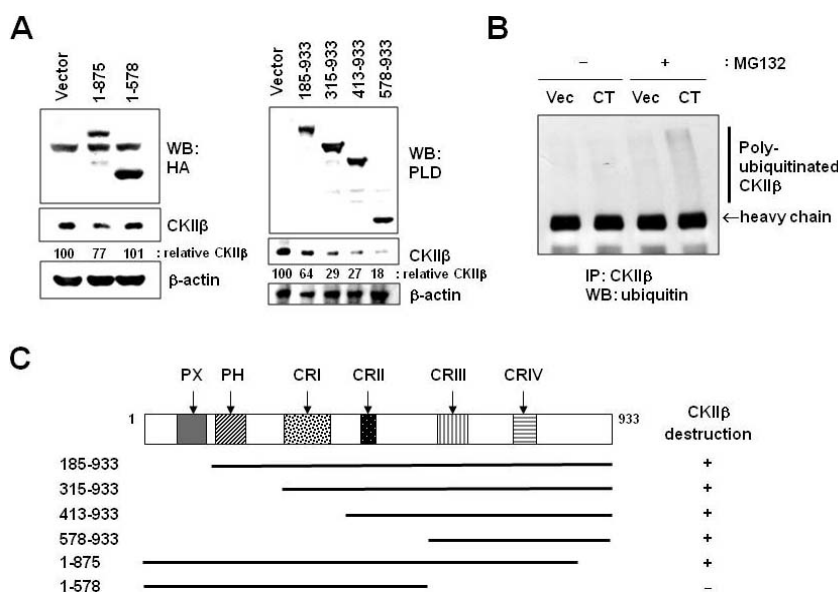 A
Vector
1-875
1-578
WB:
HA
CKIIβ
100 77 101 : relative CKIIβ
β-actin
Vector
185-933
315-933
413-933
578-933
WB:
PLD
CKIIβ
100 64 29 27 18 : relative CKIIβ
β-actin
B
− + : MG132
Vec CT Vec CT
Poly-
ubiquitinated
CKIIβ
←heavy chain
IP: CKIIβ
WB: ubiquitin
C
PX PH CRI CRII CRIII CRIV
1 933
CKIIβ
destruction
185-933 +
315-933 +
413-933 +
578-933 +
1-875 +
1-578 −